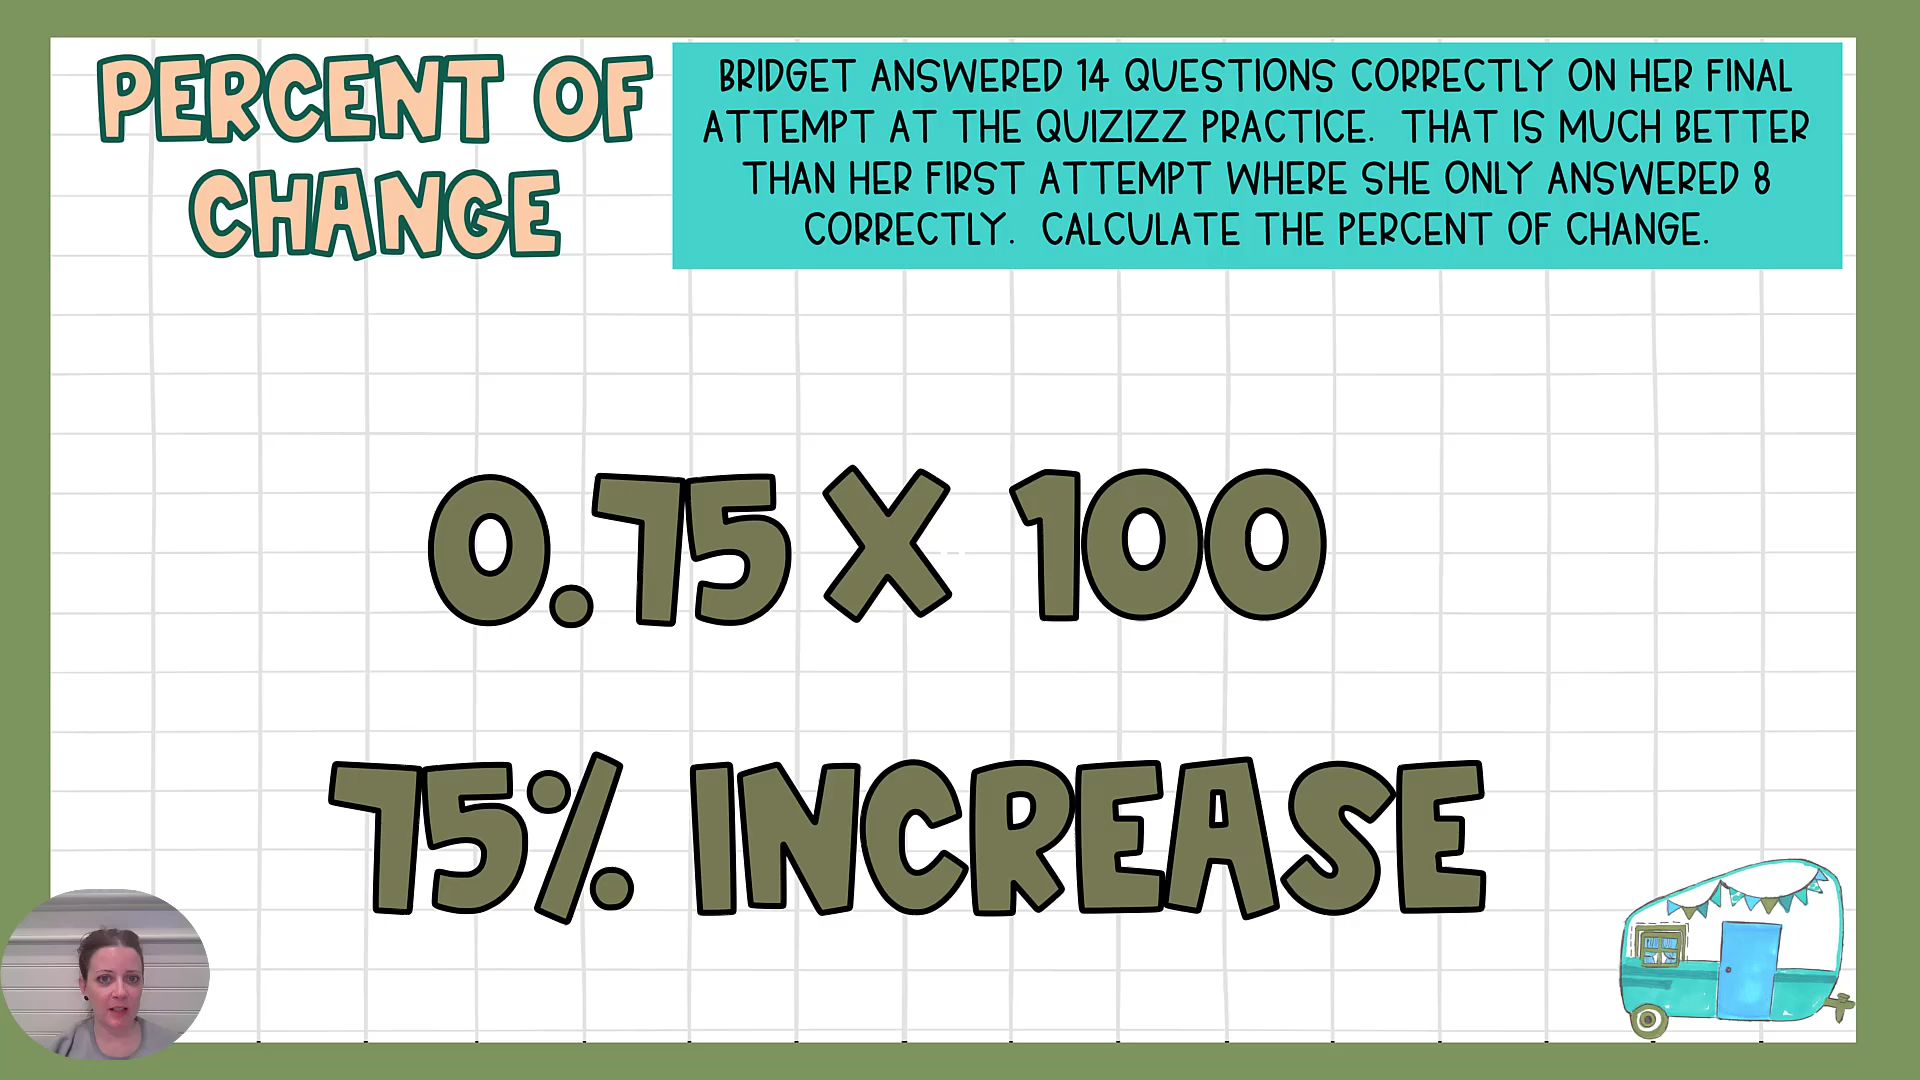 PERCENT OF
CHANGE
BRIDGET ANSWERED 14 QUESTIONS CORRECTLY ON HER FINAL
ATTEMPT AT THE QUIZIZZ PRACTICE. THAT IS MUCH BETTER
THAN HER FIRST ATTEMPT WHERE SHE ONLY ANSWERED 8
CORRECTLY. CALCULATE THE PERCENT OF CHANGE.
0.75 X 100
75% INCREASE